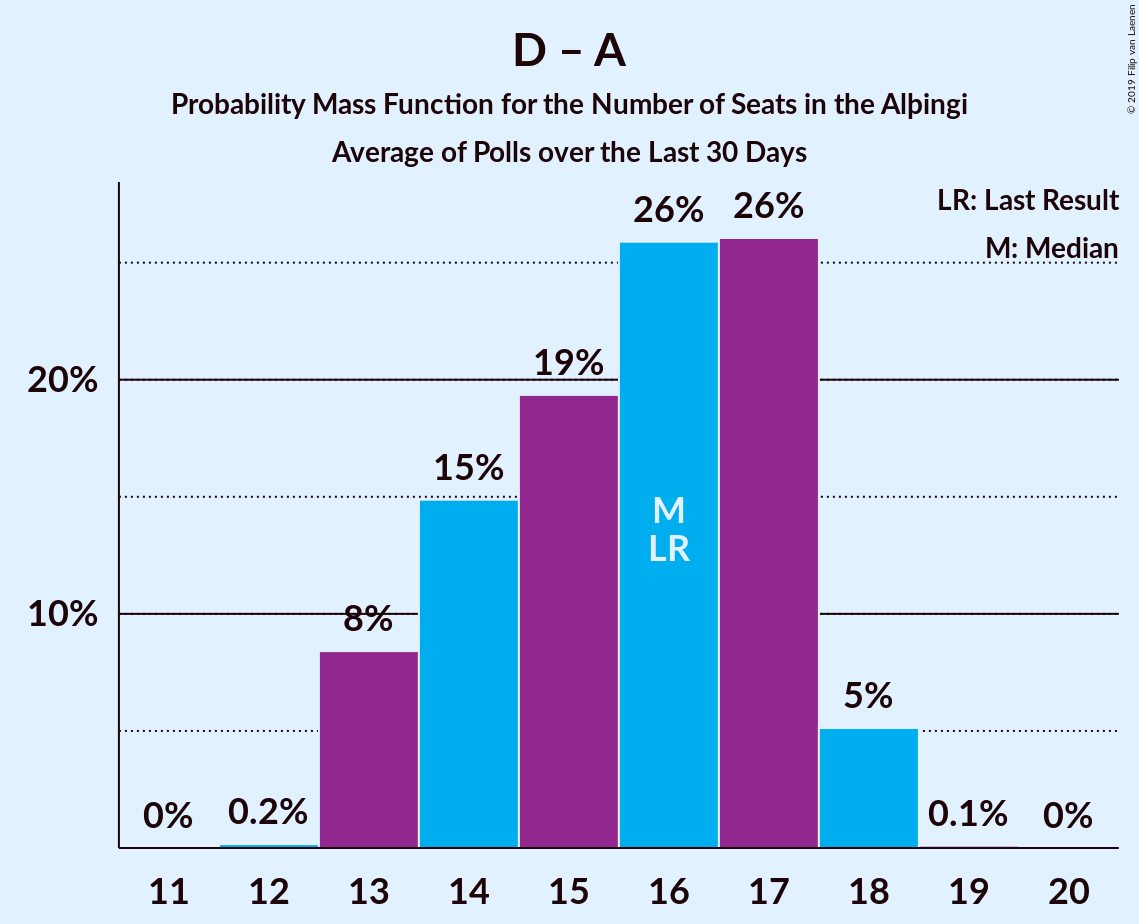 D – A
Probability Mass Function for the Number of Seats in the Alþingi
Average of Polls over the Last 30 Days
© 2019 Filip van Laenen
LR: Last Result
M: Median
26%
26%
19%
20%
15%
M
LR
10%
8%
5%
0%
0.2%
0.1%
0%
11 12 13 14 15 16 17 18 19 20